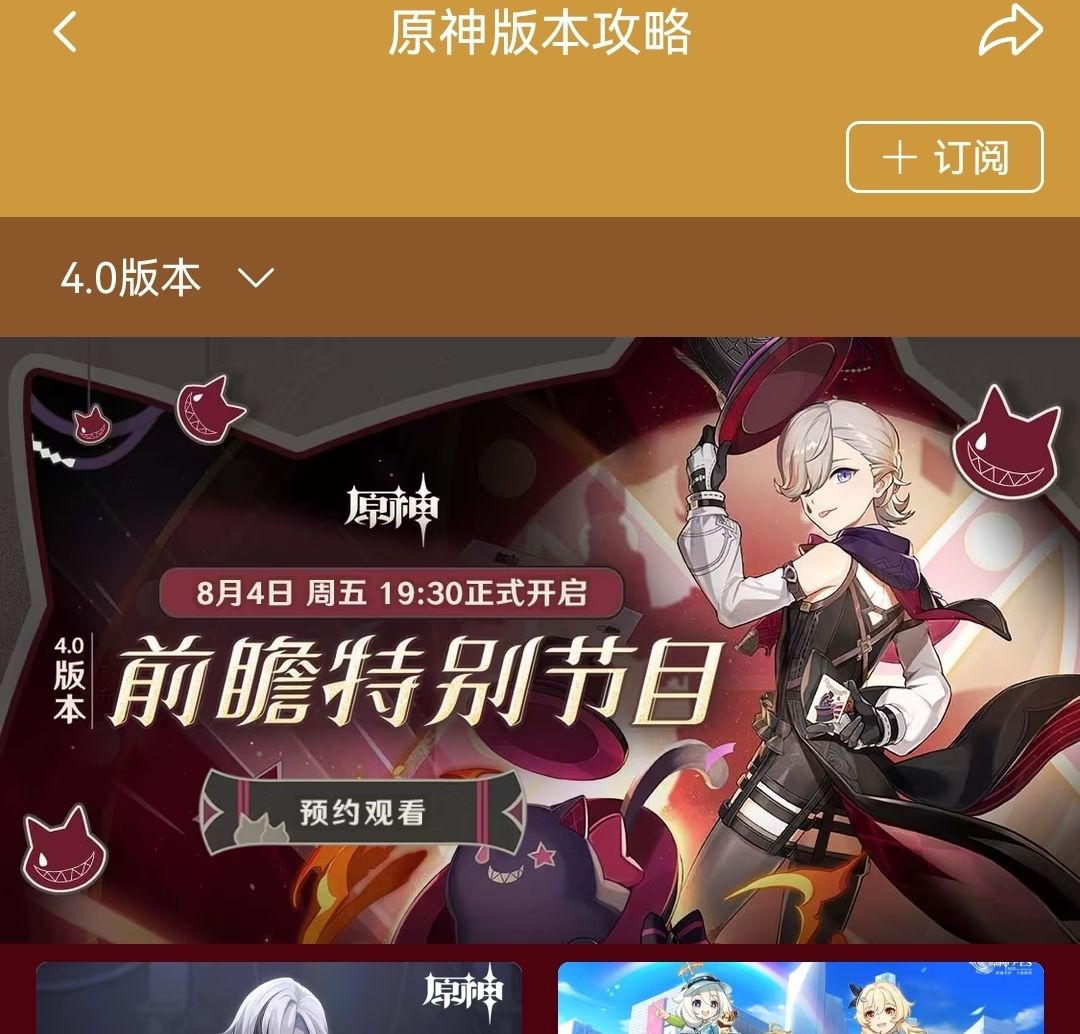 原神版本攻略
订阅
4.0版本
原神
8月4日 周五 19:30正式开启
4.0版本
前瞻特别节目
预约观看
原神